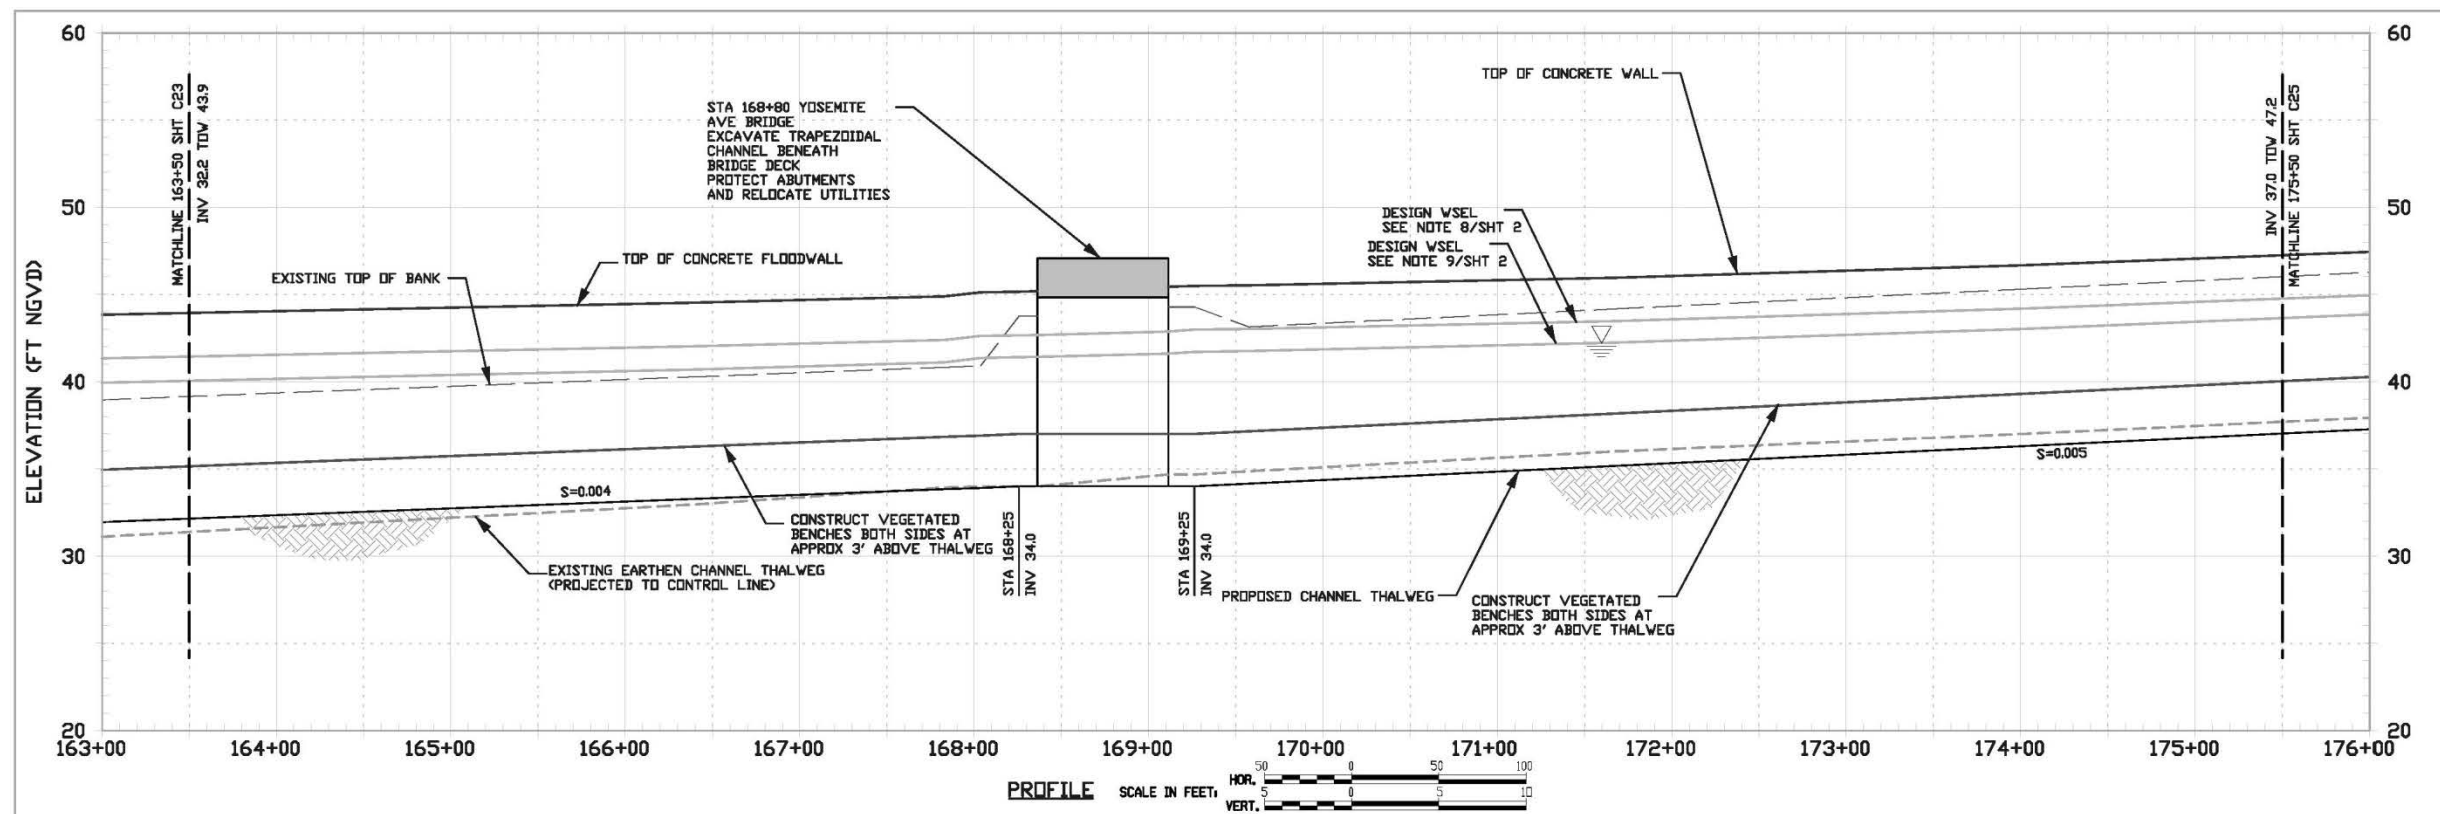 60
60
TOP OF CONCRETE WALL
MATCHLINE 163+50 SHT C23
INV 32.2 TOW 43.9
STA 168+80 YOSEMITE
AVE BRIDGE
EXCAVATE TRAPEZOIDAL
CHANNEL BENEATH
BRIDGE DECK
PROTECT ABUTMENTS
AND RELOCATE UTILITIES
INV 37.0 TOW 47.2
MATCHLINE 175+50 SHT C25
50
50
DESIGN WSEL
SEE NOTE 8/SHT 2
DESIGN WSEL
SEE NOTE 9/SHT 2
TOP OF CONCRETE FLOODWALL
EXISTING TOP OF BANK
ELEVATION (FT NGVD)
40
40
S=0.004
S=0.005
CONSTRUCT VEGETATED
BENCHES BOTH SIDES AT
APPROX 3' ABOVE THALWEG
STA 168+25
INV 34.0
STA 169+25
INV 34.0
30
30
EXISTING EARTHEN CHANNEL THALWEG
(PROJECTED TO CONTROL LINE)
PROPOSED CHANNEL THALWEG
CONSTRUCT VEGETATED
BENCHES BOTH SIDES AT
APPROX 3' ABOVE THALWEG
20
20
163+00 164+00 165+00 166+00 167+00 168+00 169+00 170+00 171+00 172+00 173+00 174+00 175+00 176+00
PROFILE SCALE IN FEET:
HOR. 50 0 50 100
VERT. 5 0 5 10